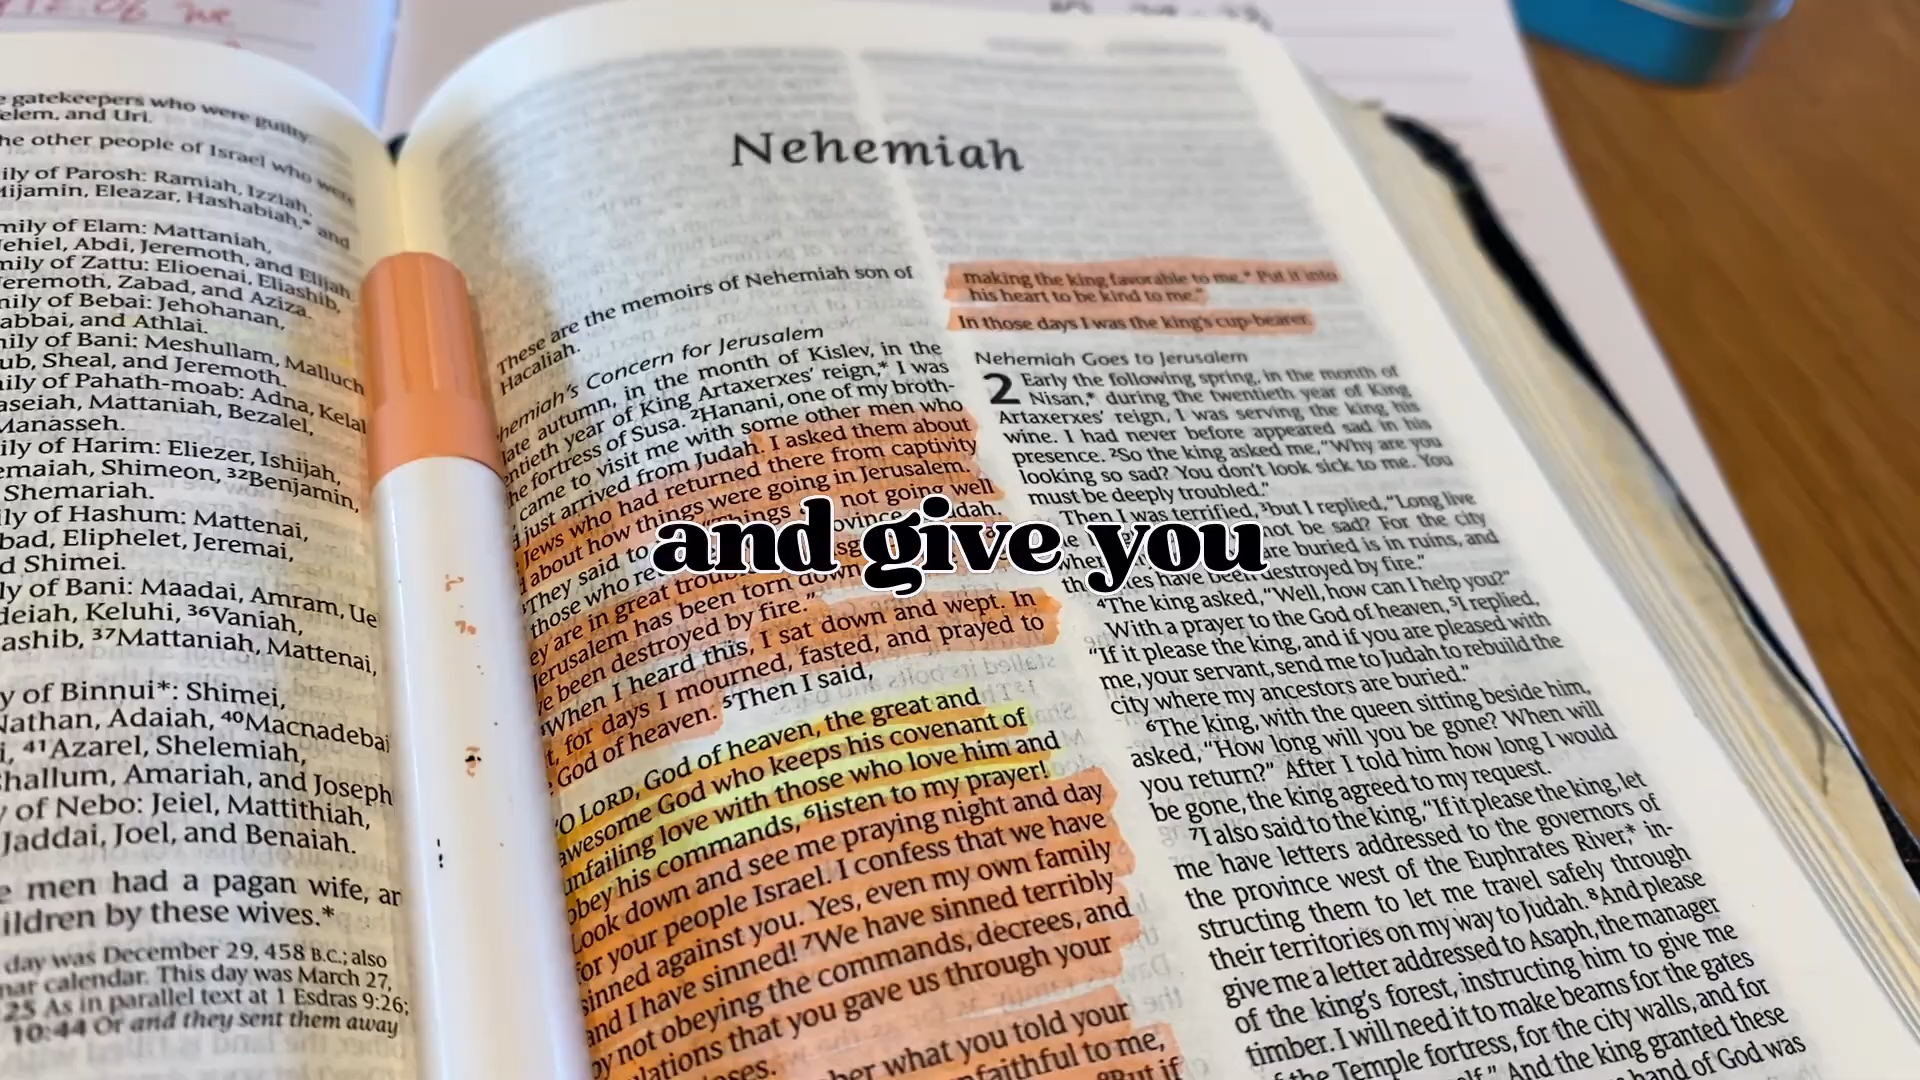 e gatekeepers who were guilty.
elem, and Uri.
he other people of Israel who were
ily of Parosh: Ramiah, Izziah,
Mijamin, Eleazar, Hashabiah,* and
mily of Elam: Mattaniah,
Jehiel, Abdi, Jeremoth, and Elijah.
mily of Zattu: Elioenai, Eliashib,
Jeremoth, Zabad, and Aziza.
mily of Bebai: Jehohanan,
abbai, and Athlai.
mily of Bani: Meshullam, Malluch
ub, Sheal, and Jeremoth.
ily of Pahath-moab: Adna, Kelal
aseiah, Mattaniah, Bezalel,
Manasseh.
ily of Harim: Eliezer, Ishijah,
emaiah, Shimeon, 32Benjamin,
Shemariah.
ily of Hashum: Mattenai,
bad, Eliphelet, Jeremai,
d Shimei.
ly of Bani: Maadai, Amram, Ue
deiah, Keluhi, 36Vaniah,
ashib, 37Mattaniah, Mattenai,
y of Binnui*: Shimei,
Nathan, Adaiah, 40Macnadebai
i, 41Azarel, Shelemiah,
hallum, Amariah, and Joseph
y of Nebo: Jeiel, Mattithiah,
Jaddai, Joel, and Benaiah.
e men had a pagan wife, an
ildren by these wives.*
day was December 29, 458 B.C.; also
nar calendar. This day was March 27,
25 As in parallel text at 1 Esdras 9:26;
10:44 Or and they sent them away
Nehemiah
These are the memoirs of Nehemiah son of
Hacaliah.
hemiah's Concern for Jerusalem
late autumn, in the month of Kislev, in the
entieth year of King Artaxerxes' reign,* I was
he fortress of Susa. 2Hanani, one of my broth-
came to visit me with some other men who
d just arrived from Judah. I asked them about
Jews who had returned there from captivity
d about how things were going in Jerusalem.
They said to "Things not going well
those who re ovince dah.
ey are in great troub
Jerusalem has been torn down
ve been destroyed by fire."
When I heard this, I sat down and wept. In
t, for days I mourned, fasted, and prayed to
God of heaven. 5Then I said,
"O LORD, God of heaven, the great and
awesome God who keeps his covenant of
unfailing love with those who love him and
obey his commands, 6listen to my prayer!
Look down and see me praying night and day
for your people Israel. I confess that we have
sinned against you. Yes, even my own family
and I have sinned! 7We have sinned terribly
by not obeying the commands, decrees, and
ulations that you gave us through your
ses.
ber what you told your
faithful to me,
But if
making the king favorable to me.* Put it into
his heart to be kind to me."
In those days I was the king's cup-bearer.
Nehemiah Goes to Jerusalem
2 Early the following spring, in the month of
Nisan,* during the twentieth year of King
Artaxerxes' reign, I was serving the king his
wine. I had never before appeared sad in his
presence. 2So the king asked me, "Why are you
looking so sad? You don't look sick to me. You
must be deeply troubled."
Then I was terrified, 3but I replied, "Long live
not be sad? For the city
are buried is in ruins, and
have been destroyed by fire."
4The king asked, "Well, how can I help you?"
With a prayer to the God of heaven, 5I replied,
"If it please the king, and if you are pleased with
me, your servant, send me to Judah to rebuild the
city where my ancestors are buried."
6The king, with the queen sitting beside him,
asked, "How long will you be gone? When will
you return?" After I told him how long I would
be gone, the king agreed to my request.
7I also said to the king, "If it please the king, let
me have letters addressed to the governors of
the province west of the Euphrates River,* in-
structing them to let me travel safely through
their territories on my way to Judah. 8And please
give me a letter addressed to Asaph, the manager
of the king's forest, instructing him to give me
timber. I will need it to make beams for the gates
of the Temple fortress, for the city walls, and for
And the king granted these
hand of God was
and give you